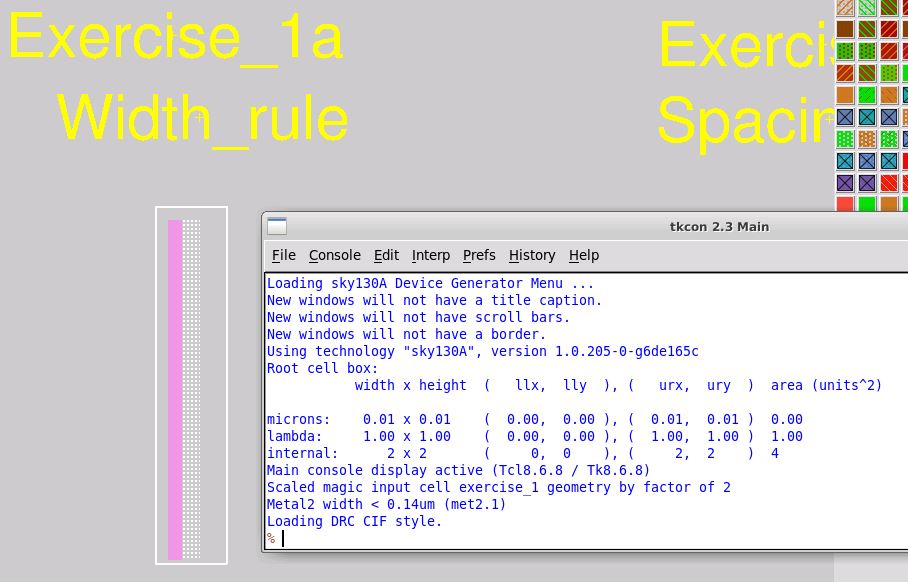 Exercise_1a
Width_rule
tkcon 2.3 Main
File Console Edit Interp Prefs History Help
Loading sky130A Device Generator Menu ...
New windows will not have a title caption.
New windows will not have scroll bars.
New windows will not have a border.
Using technology "sky130A", version 1.0.205-0-g6de165c
Root cell box:
width x height ( llx, lly ), ( urx, ury ) area (units^2)
microns: 0.01 x 0.01 ( 0.00, 0.00 ), ( 0.01, 0.01 ) 0.00
lambda: 1.00 x 1.00 ( 0.00, 0.00 ), ( 1.00, 1.00 ) 1.00
internal: 2 x 2 ( 0, 0 ), ( 2, 2 ) 4
Main console display active (Tcl8.6.8 / Tk8.6.8)
Scaled magic input cell exercise_1 geometry by factor of 2
Metal2 width < 0.14um (met2.1)
Loading DRC CIF style.
%